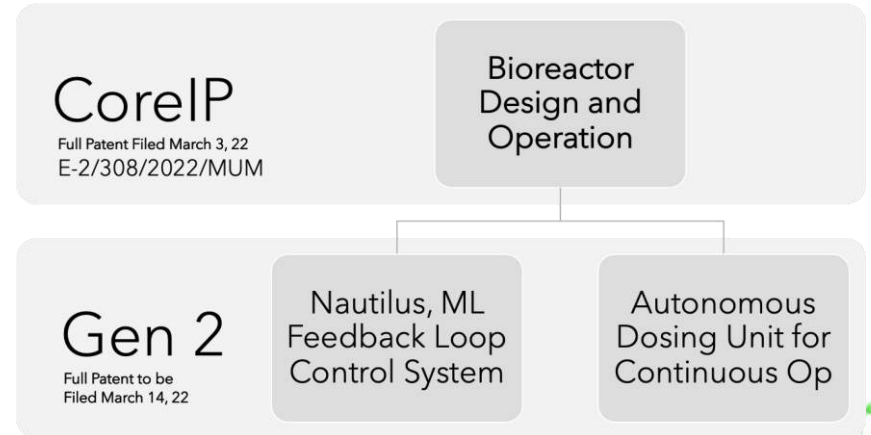 CoreIP
Full Patent Filed March 3, 22
E-2/308/2022/MUM
Bioreactor
Design and
Operation
Gen 2
Full Patent to be
Filed March 14, 22
Nautilus, ML
Feedback Loop
Control System
Autonomous
Dosing Unit for
Continuous Op